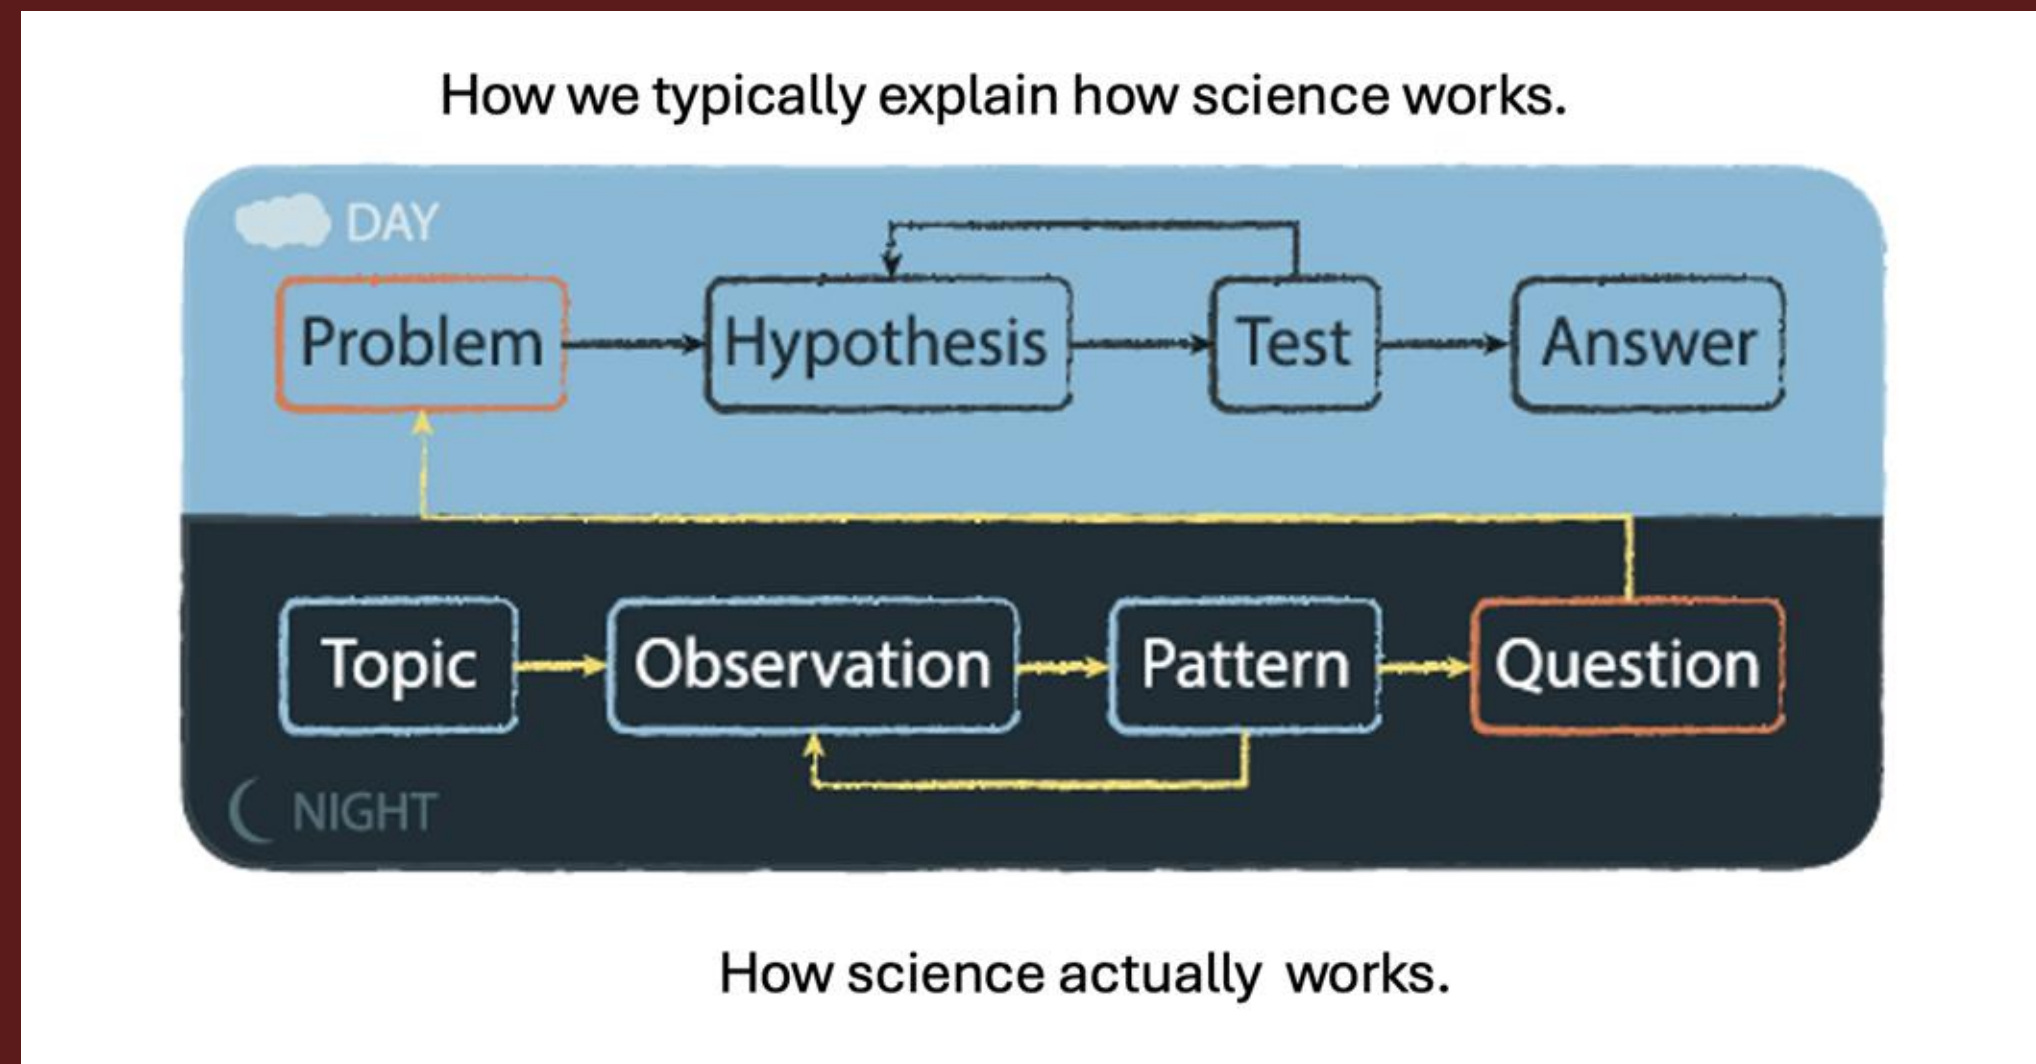 How we typically explain how science works.
DAY
Problem
Hypothesis
Test
Answer
Topic
Observation
Pattern
Question
NIGHT
How science actually works.